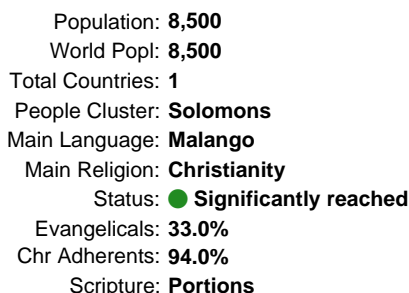 Population: 8,500
World Popl: 8,500
Total Countries: 1
People Cluster: Solomons
Main Language: Malango
Main Religion: Christianity
Status: Significantly reached
Evangelicals: 33.0%
Chr Adherents: 94.0%
Scripture: Portions